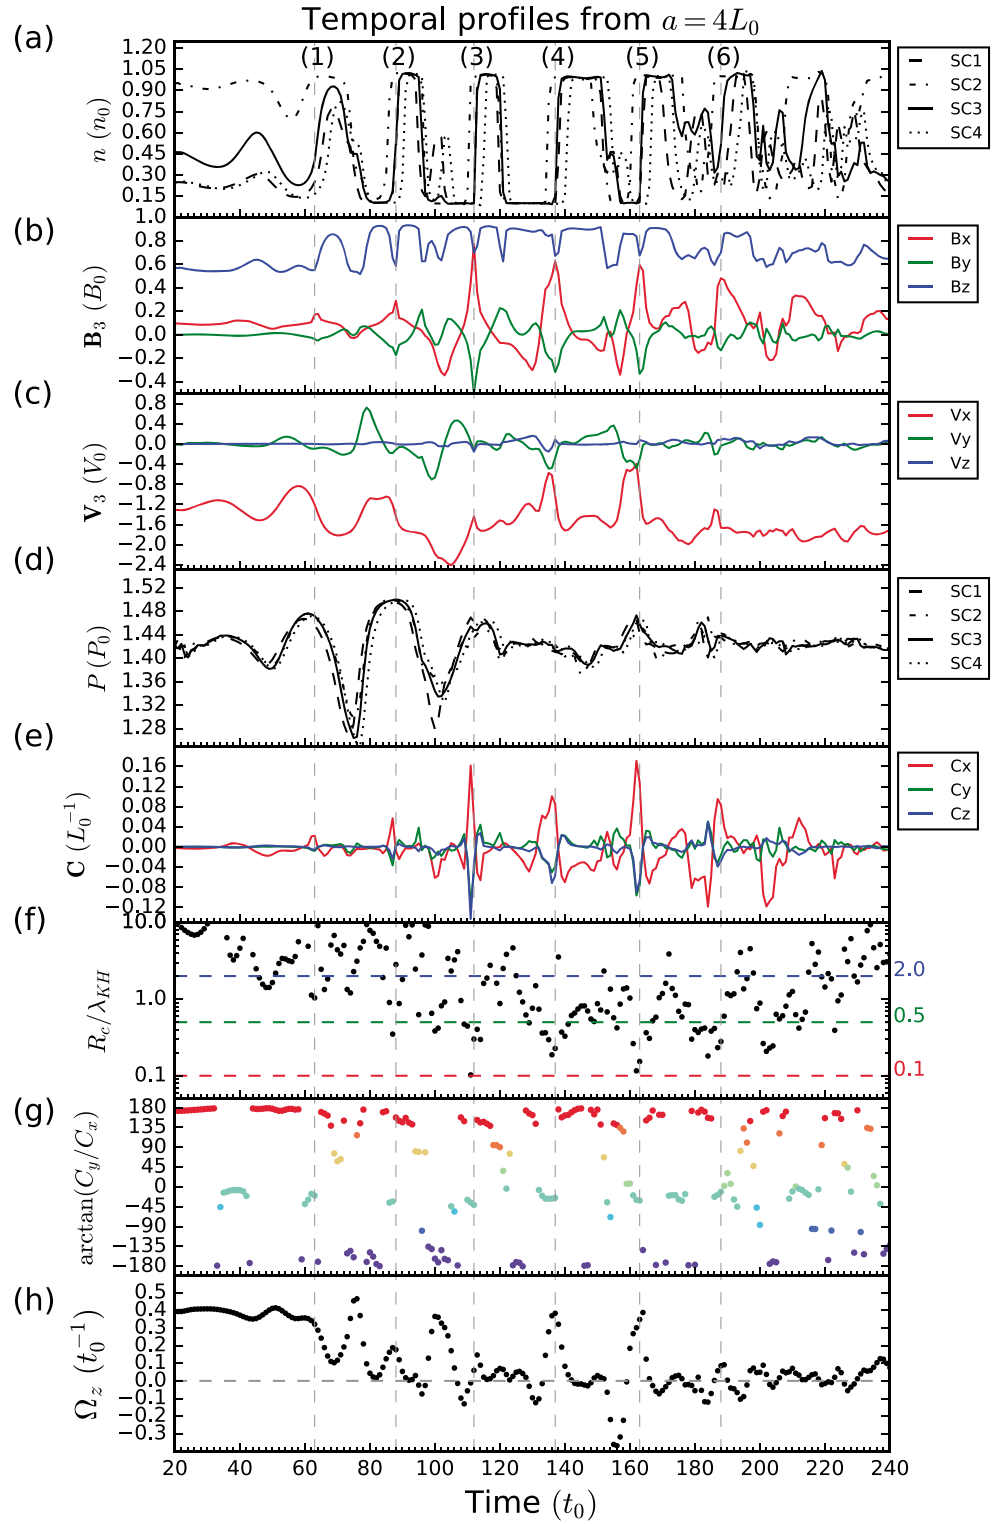 Temporal profiles from a = 4L₀
(a)
n (n₀)
1.20
1.05
0.90
0.75
0.60
0.45
0.30
0.15
(1) (2) (3) (4) (5) (6)
SC1
SC2
SC3
SC4
(b)
B₃ (B₀)
1.0
0.8
0.6
0.4
0.2
0.0
−0.2
−0.4
Bx
By
Bz
(c)
V₃ (V₀)
0.8
0.4
0.0
−0.4
−0.8
−1.2
−1.6
−2.0
−2.4
Vx
Vy
Vz
(d)
P (P₀)
1.52
1.48
1.44
1.40
1.36
1.32
1.28
SC1
SC2
SC3
SC4
(e)
C (L₀⁻¹)
0.16
0.12
0.08
0.04
0.00
−0.04
−0.08
−0.12
Cx
Cy
Cz
(f)
R_c/λ_KH
10.0
1.0
0.1
2.0
0.5
0.1
(g)
arctan(C_y/C_x)
180
135
90
45
0
−45
−90
−135
−180
(h)
Ω_z (t₀⁻¹)
0.5
0.4
0.3
0.2
0.1
0.0
−0.1
−0.2
−0.3
20 40 60 80 100 120 140 160 180 200 220 240
Time (t₀)